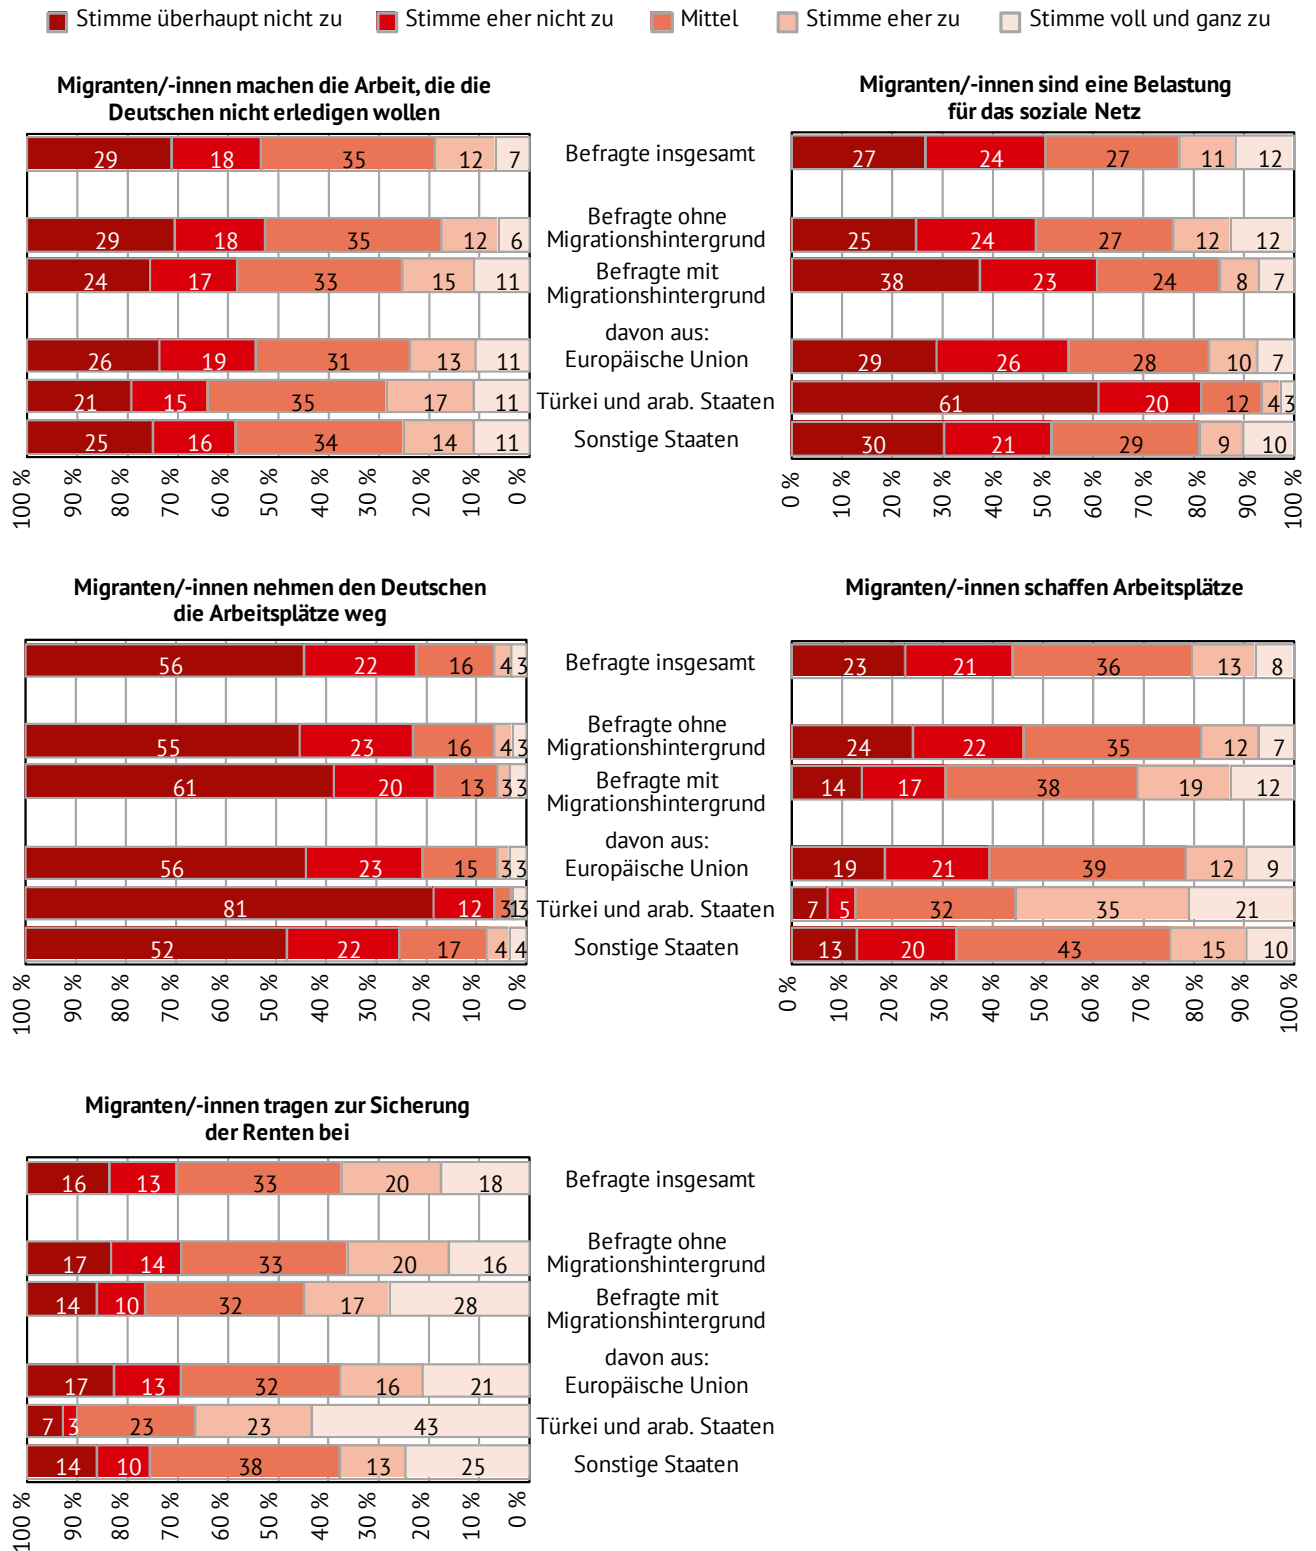 Stimme überhaupt nicht zu Stimme eher nicht zu Mittel Stimme eher zu Stimme voll und ganz zu
Migranten/-innen machen die Arbeit, die die
Deutschen nicht erledigen wollen
Migranten/-innen sind eine Belastung
für das soziale Netz
29 18 35 12 7 Befragte insgesamt 27 24 27 11 12
Befragte ohne
Migrationshintergrund
29 18 35 12 6 25 24 27 12 12
Befragte mit
Migrationshintergrund
24 17 33 15 11 38 23 24 8 7
davon aus:
Europäische Union
26 19 31 13 11 29 26 28 10 7
21 15 35 17 11 Türkei und arab. Staaten 61 20 12 4 3
25 16 34 14 11 Sonstige Staaten 30 21 29 9 10
100 % 90 % 80 % 70 % 60 % 50 % 40 % 30 % 20 % 10 % 0 %
0 % 10 % 20 % 30 % 40 % 50 % 60 % 70 % 80 % 90 % 100 %
Migranten/-innen nehmen den Deutschen
die Arbeitsplätze weg
Migranten/-innen schaffen Arbeitsplätze
56 22 16 4 3 Befragte insgesamt 23 21 36 13 8
Befragte ohne
Migrationshintergrund
55 23 16 4 3 24 22 35 12 7
Befragte mit
Migrationshintergrund
61 20 13 3 3 14 17 38 19 12
davon aus:
Europäische Union
56 23 15 3 3 19 21 39 12 9
81 12 3 1 3 Türkei und arab. Staaten 7 5 32 35 21
52 22 17 4 4 Sonstige Staaten 13 20 43 15 10
100 % 90 % 80 % 70 % 60 % 50 % 40 % 30 % 20 % 10 % 0 %
0 % 10 % 20 % 30 % 40 % 50 % 60 % 70 % 80 % 90 % 100 %
Migranten/-innen tragen zur Sicherung
der Renten bei
16 13 33 20 18 Befragte insgesamt
Befragte ohne
Migrationshintergrund
17 14 33 20 16
Befragte mit
Migrationshintergrund
14 10 32 17 28
davon aus:
Europäische Union
17 13 32 16 21
7 3 23 23 43 Türkei und arab. Staaten
14 10 38 13 25 Sonstige Staaten
100 % 90 % 80 % 70 % 60 % 50 % 40 % 30 % 20 % 10 % 0 %